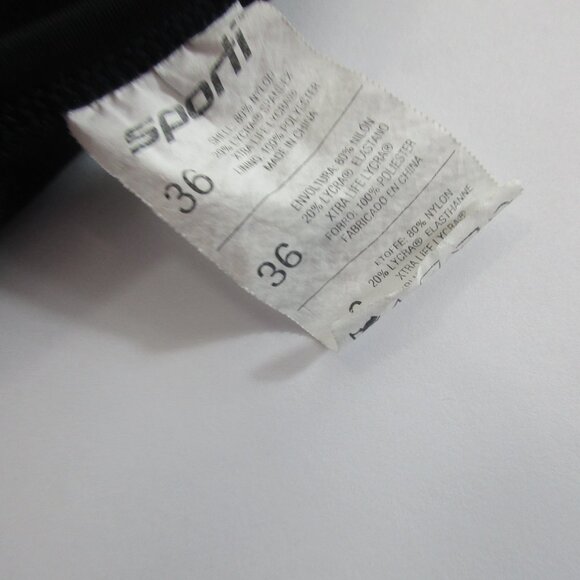 sporti
36
SHELL: 80% NYLON
20% LYCRA® SPANDEX
XTRA LIFE LYCRA®
LINING: 100% POLYESTER
MADE IN CHINA
36
ENVOLTURA 80% NILON
20% LYCRA® ELASTANO
XTRA LIFE LYCRA®
FORRO: 100% POLIESTER
FABRICADO EN CHINA
ETOFFE: 80% NYLON
20% LYCRA® ELASTHANNE
XTRA LIFE LYCRA®